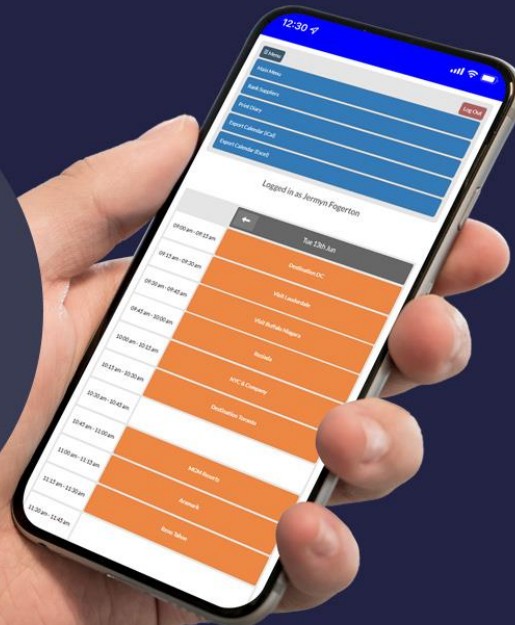 12:30
≡ Menu
Log Out
Main Menu
Rank Suppliers
Print Diary
Export Calendar (iCal)
Export Calendar (Excel)
Logged in as Jermyn Fogerton
Tue 13th Jun
09:00 am - 09:15 am
Destination DC
09:15 am - 09:30 am
Visit Lauderdale
09:30 am - 09:45 am
Visit Buffalo Niagara
09:45 am - 10:00 am
10:00 am - 10:15 am
NYC & Company
10:15 am - 10:30 am
Destination Toronto
10:30 am - 10:45 am
10:45 am - 11:00 am
MGM Resorts
11:00 am - 11:15 am
Aramark
11:15 am - 11:30 am
11:30 am - 11:45 am